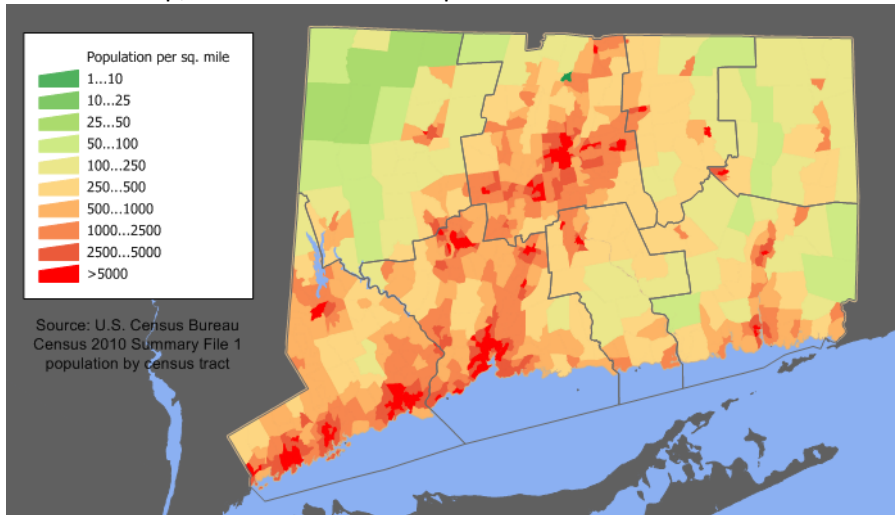 Population per sq. mile
1...10
10...25
25...50
50...100
100...250
250...500
500...1000
1000...2500
2500...5000
>5000
Source: U.S. Census Bureau
Census 2010 Summary File 1
population by census tract